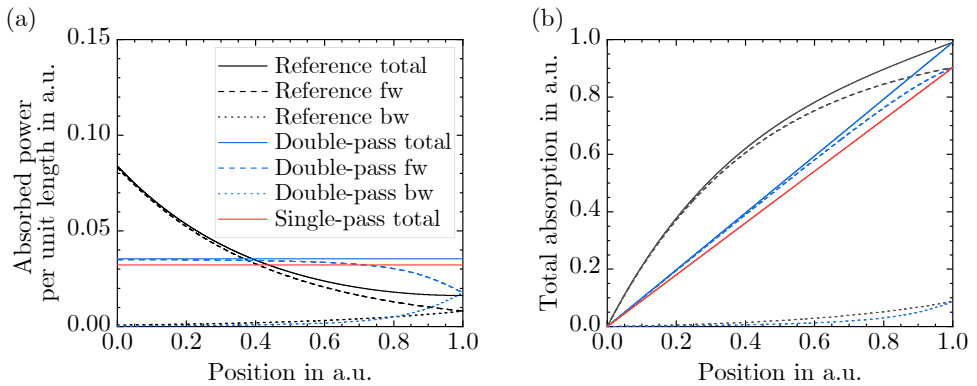 (a)
0.15
0.10
0.05
0.00
Absorbed power
per unit length in a.u.
Reference total
Reference fw
Reference bw
Double-pass total
Double-pass fw
Double-pass bw
Single-pass total
0.0 0.2 0.4 0.6 0.8 1.0
Position in a.u.
(b)
1.0
0.8
0.6
0.4
0.2
0.0
Total absorption in a.u.
0.0 0.2 0.4 0.6 0.8 1.0
Position in a.u.